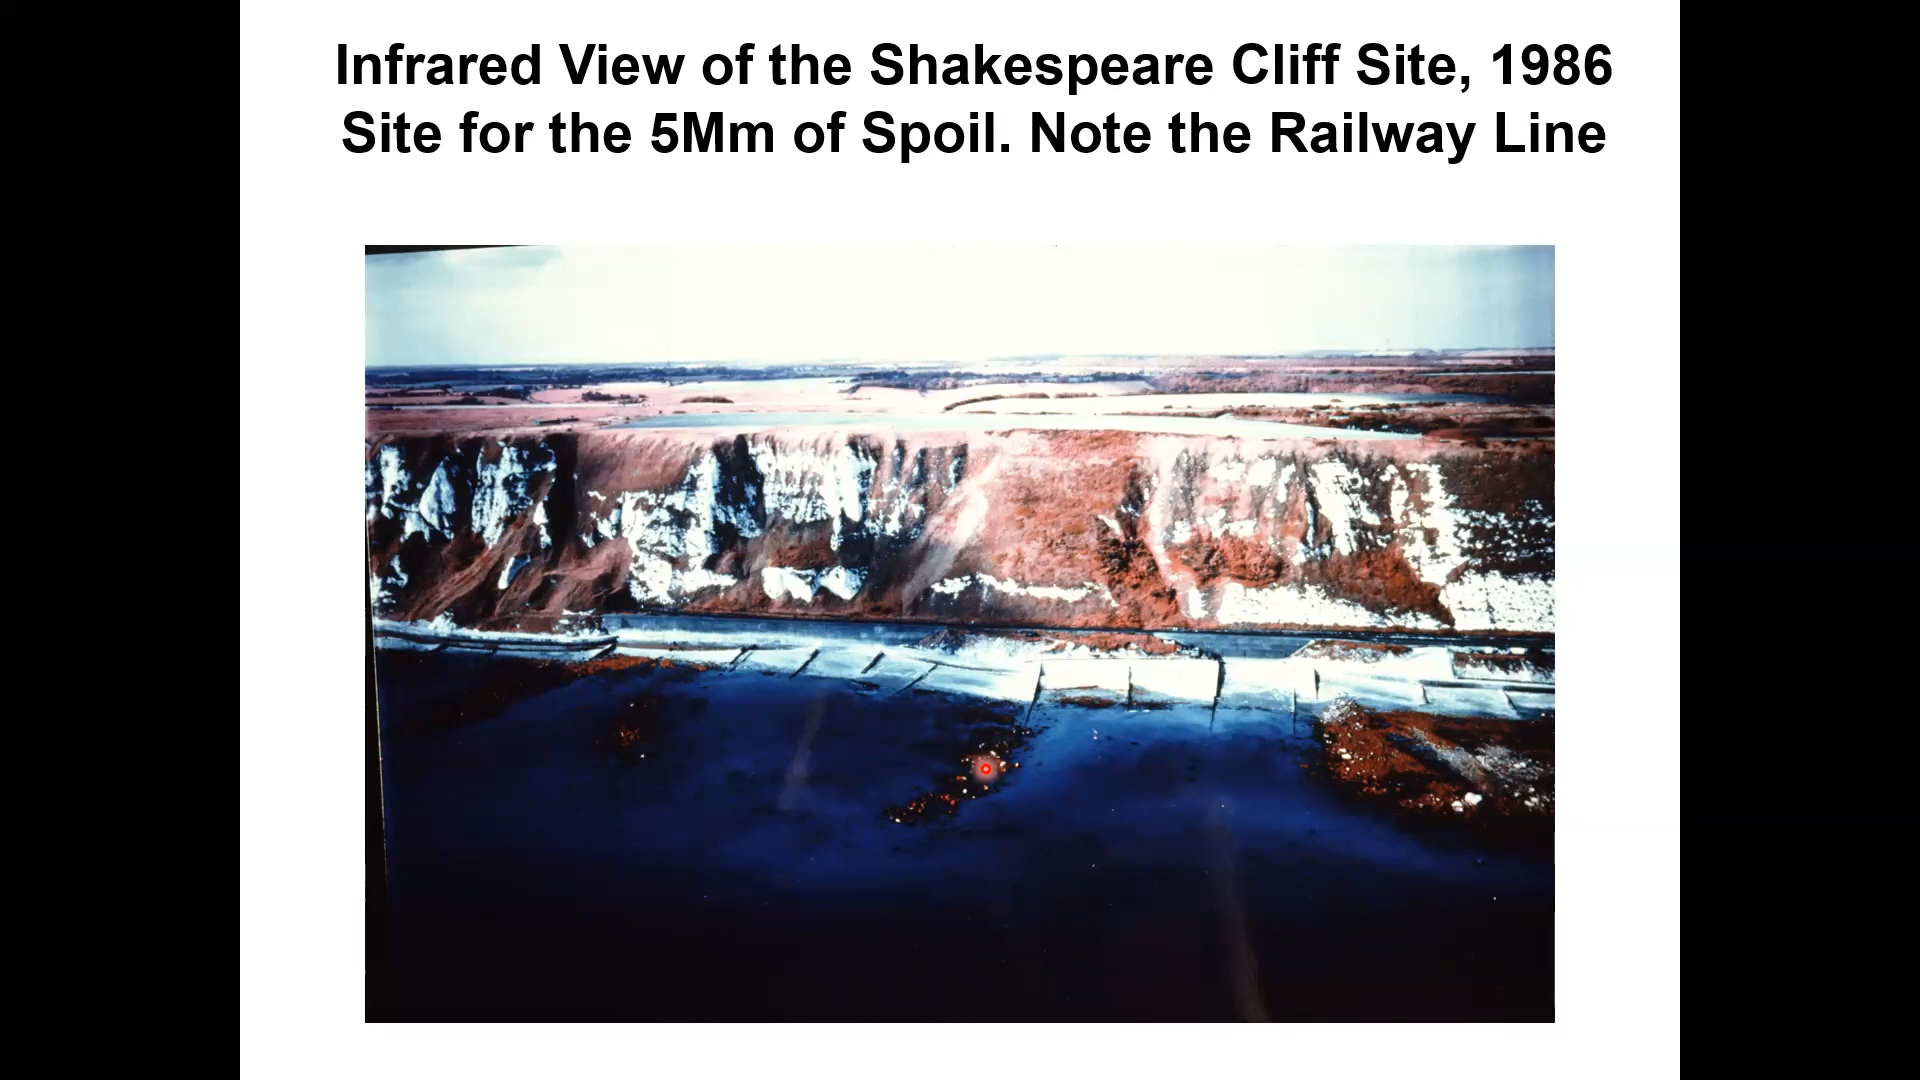 Infrared View of the Shakespeare Cliff Site, 1986
Site for the 5Mm of Spoil. Note the Railway Line